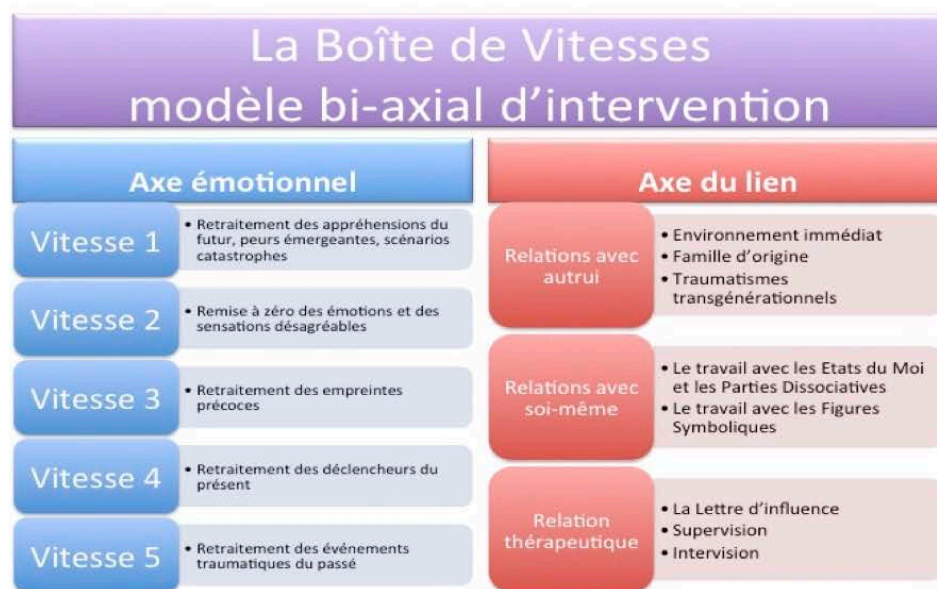 La Boîte de Vitesses
modèle bi-axial d'intervention
Axe émotionnel
Vitesse 1
• Retraitement des appréhensions du
futur, peurs émergeantes, scénarios
catastrophes
Vitesse 2
• Remise à zéro des émotions et des
sensations désagréables
Vitesse 3
• Retraitement des empreintes
précoces
Vitesse 4
• Retraitement des déclencheurs du
présent
Vitesse 5
• Retraitement des événements
traumatiques du passé
Axe du lien
Relations avec
autrui
• Environnement immédiat
• Famille d'origine
• Traumatismes
transgénérationnels
Relations avec
soi-même
• Le travail avec les Etats du Moi
et les Parties Dissociatives
• Le travail avec les Figures
Symboliques
Relation
thérapeutique
• La Lettre d'influence
• Supervision
• Intervision